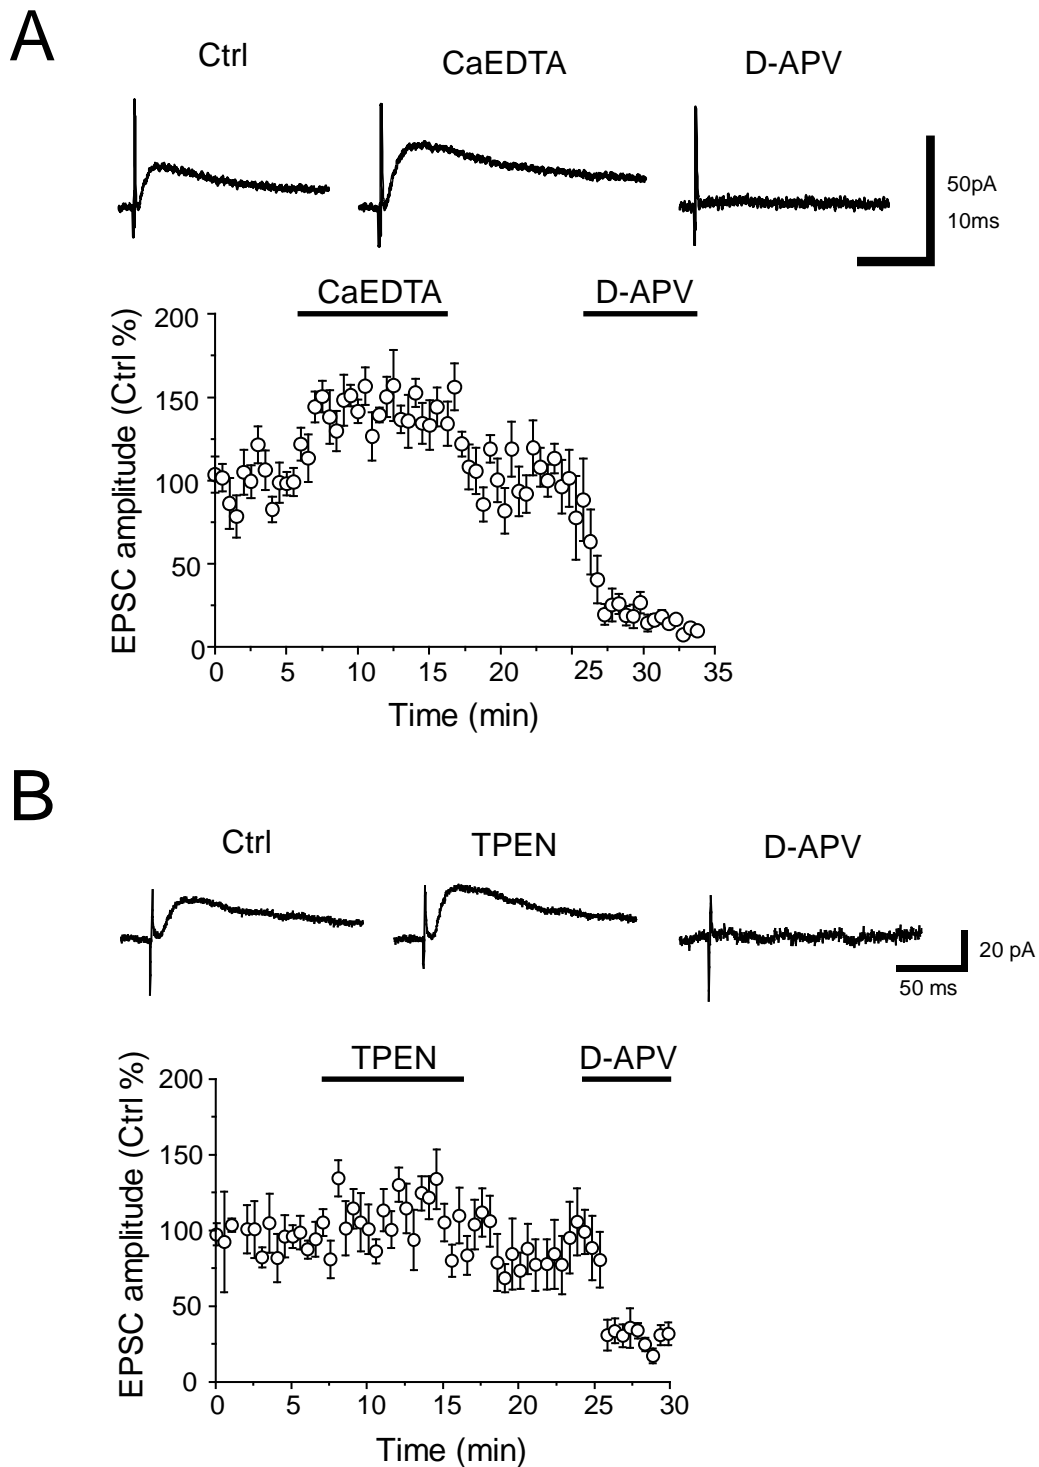 A
Ctrl
CaEDTA
D-APV
50pA
10ms
CaEDTA
D-APV
EPSC amplitude (Ctrl %)
200
150
100
50
0
0 5 10 15 20 25 30 35
Time (min)
B
Ctrl
TPEN
D-APV
20 pA
50 ms
TPEN
D-APV
EPSC amplitude (Ctrl %)
200
150
100
50
0
0 5 10 15 20 25 30
Time (min)